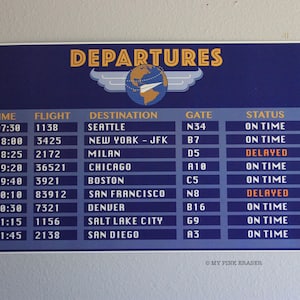 DEPARTURES
IME FLIGHT DESTINATION GATE STATUS
7:30 1138 SEATTLE N34 ON TIME
8:00 3425 NEW YORK - JFK B7 ON TIME
8:25 2172 MILAN D5 DELAYED
9:20 36521 CHICAGO A10 ON TIME
9:40 3921 BOSTON C5 ON TIME
0:10 83912 SAN FRANCISCO N8 DELAYED
0:30 7321 DENVER B16 ON TIME
1:15 1156 SALT LAKE CITY G9 ON TIME
1:45 2138 SAN DIEGO A3 ON TIME
© MY PINK ERASER